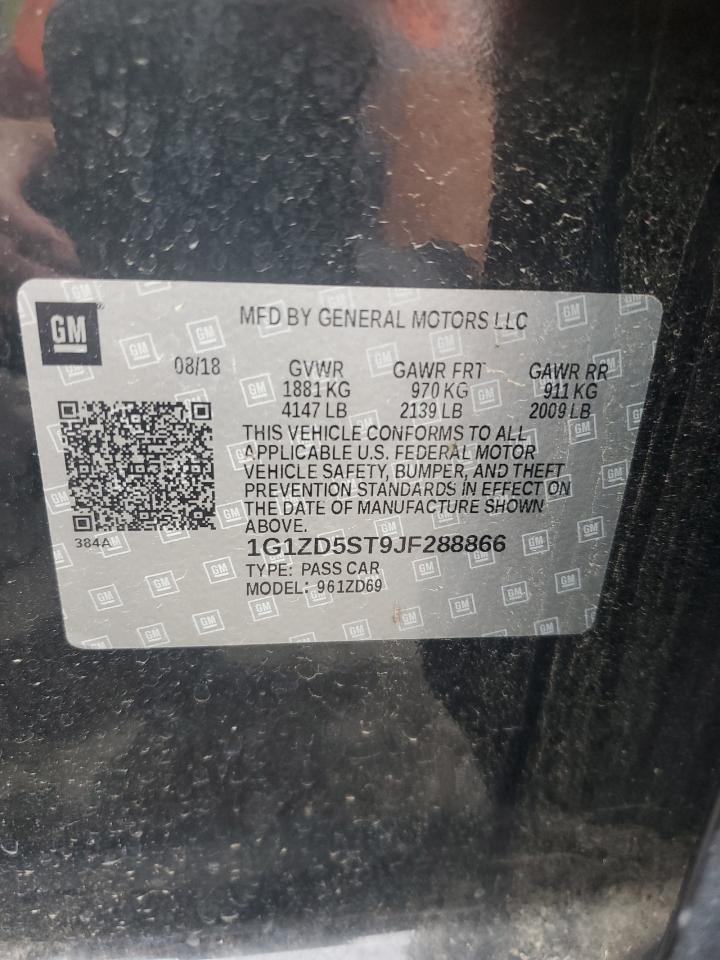 GM
MFD BY GENERAL MOTORS LLC
08/18 GVWR GAWR FRT GAWR RR
1881 KG 970 KG 911 KG
4147 LB 2139 LB 2009 LB
THIS VEHICLE CONFORMS TO ALL
APPLICABLE U.S. FEDERAL MOTOR
VEHICLE SAFETY, BUMPER, AND THEFT
PREVENTION STANDARDS IN EFFECT ON
THE DATE OF MANUFACTURE SHOWN
ABOVE.
384A
1G1ZD5ST9JF288866
TYPE: PASS CAR
MODEL: 961ZD69